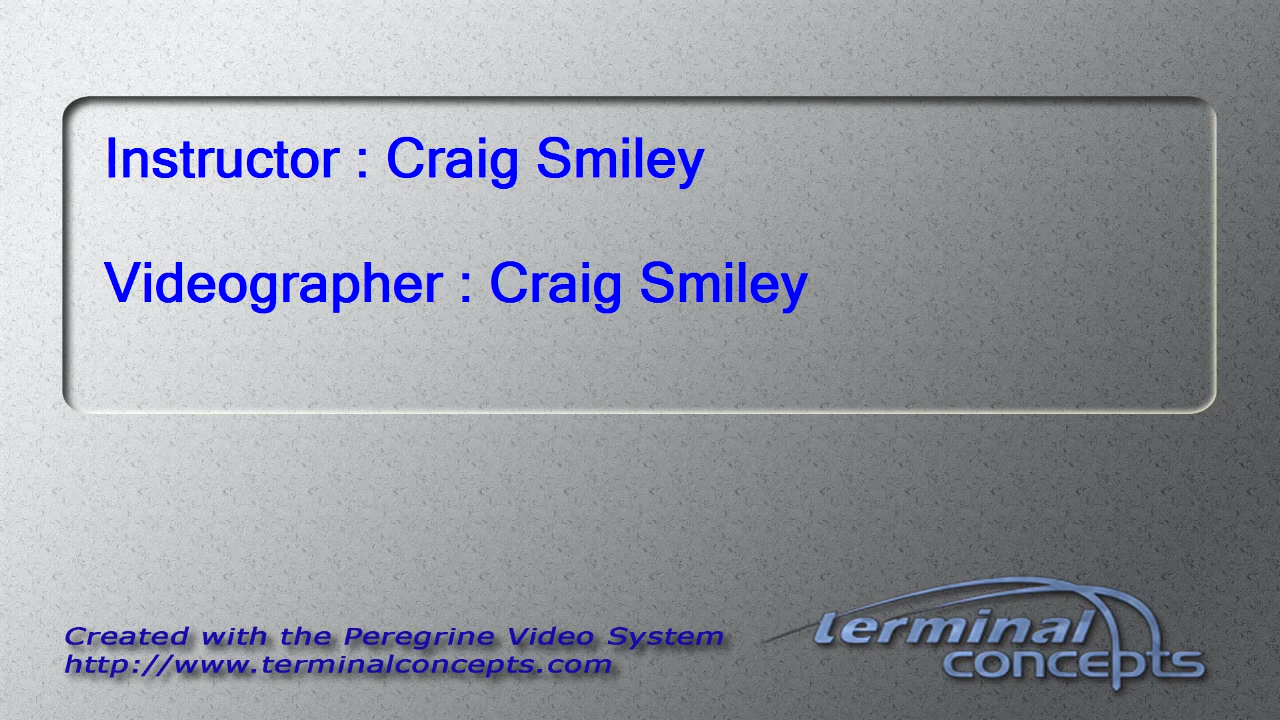 Instructor : Craig Smiley
Videographer : Craig Smiley
Created with the Peregrine Video System
http://www.terminalconcepts.com
terminal
concepts